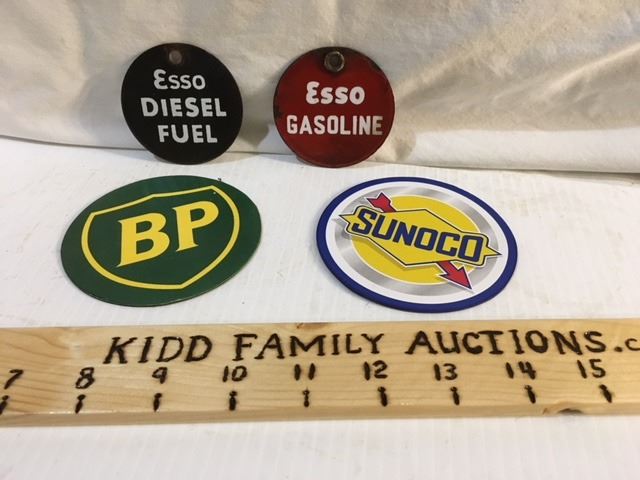 Esso
DIESEL
FUEL
Esso
GASOLINE
BP
SUNOCO
KIDD FAMILY AUCTIONS.c
7 8 9 10 11 12 13 14 15